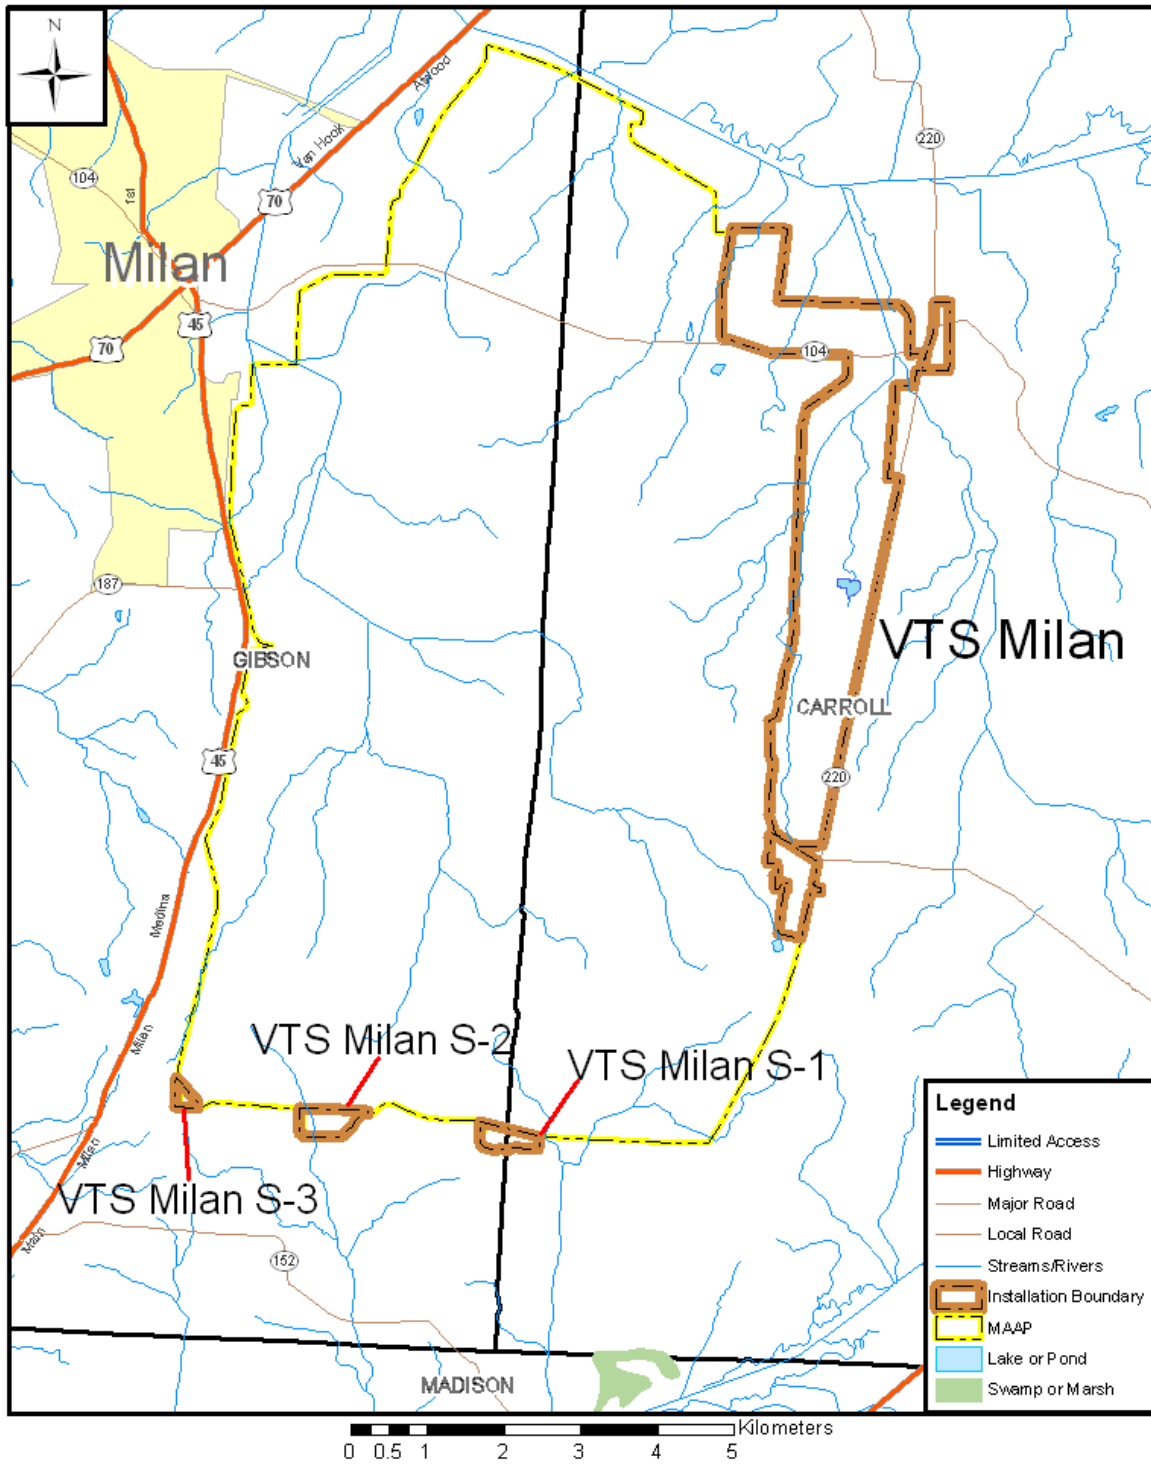 N
Atwood
Van Hook
70
220
104
1st
Milan
45
70
104
187
GIBSON
VTS Milan
CARROLL
45
220
Medina
Milan
VTS Milan S-2
VTS Milan S-1
Milan
VTS Milan S-3
Main
152
MADISON
Legend
Limited Access
Highway
Major Road
Local Road
Streams/Rivers
Installation Boundary
MAAP
Lake or Pond
Swamp or Marsh
Kilometers
0 0.5 1 2 3 4 5